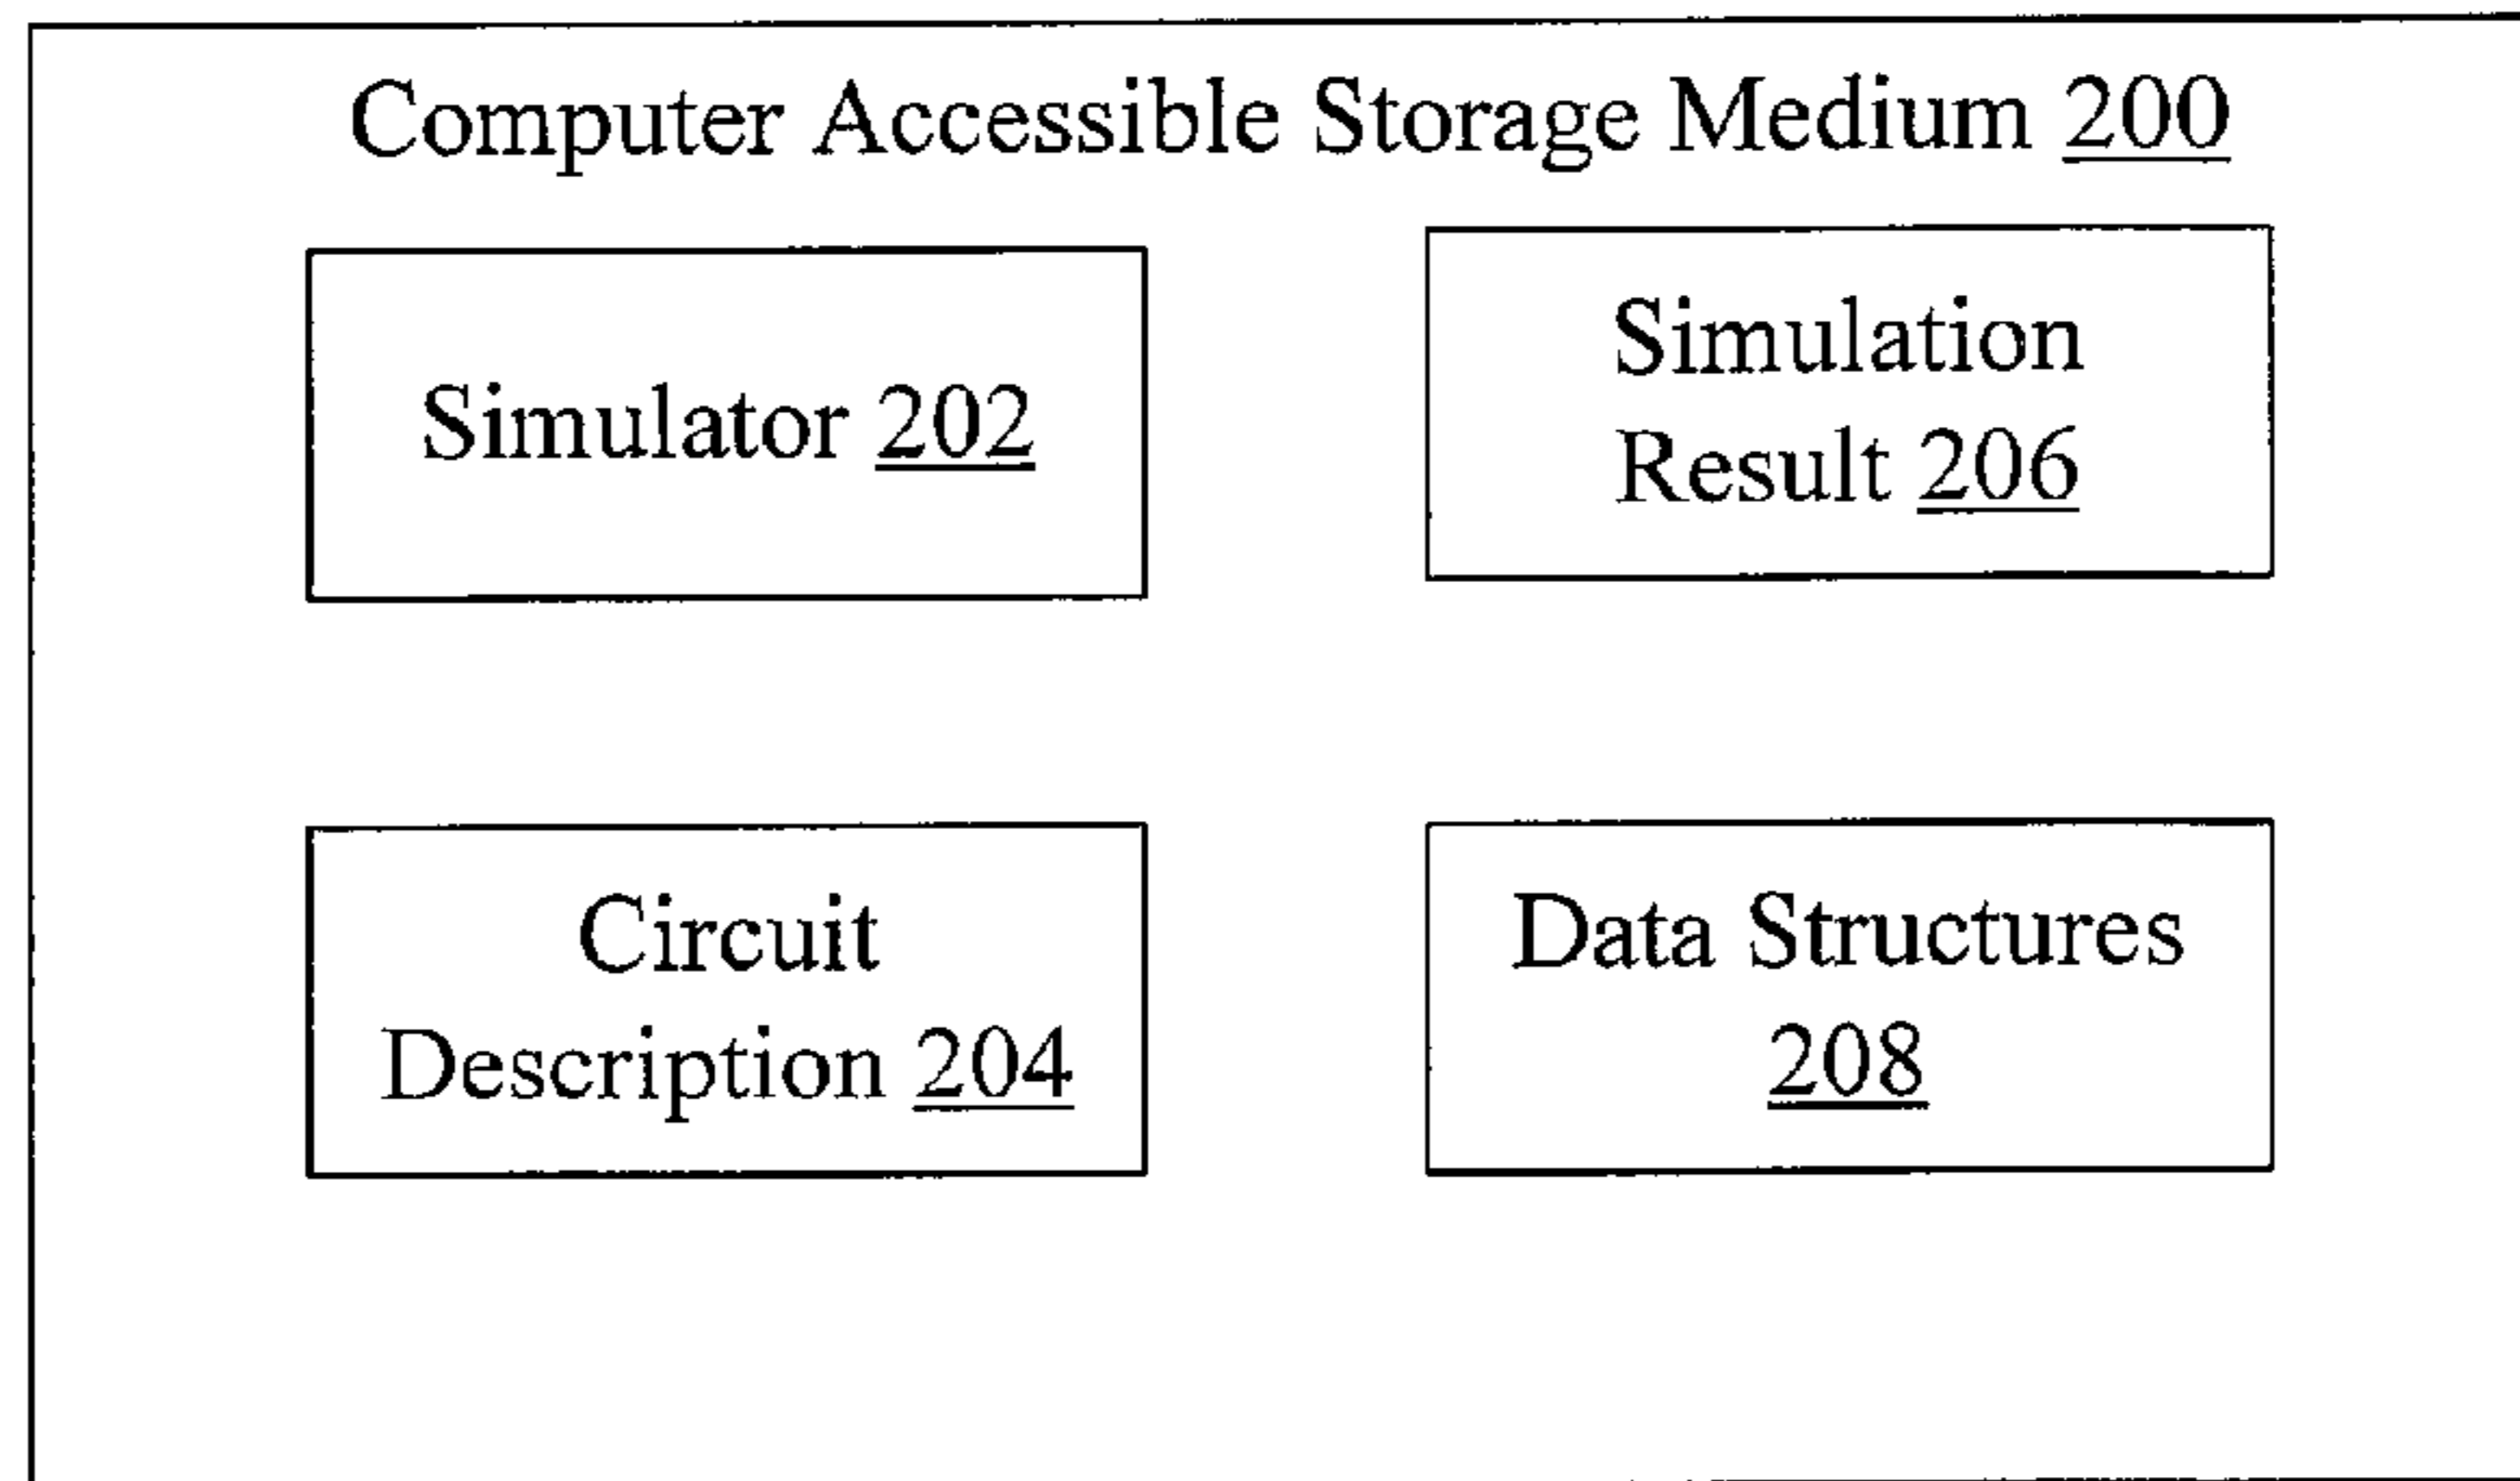 Computer Accessible Storage Medium 200
Simulator 202
Simulation
Result 206
Circuit
Description 204
Data Structures
208